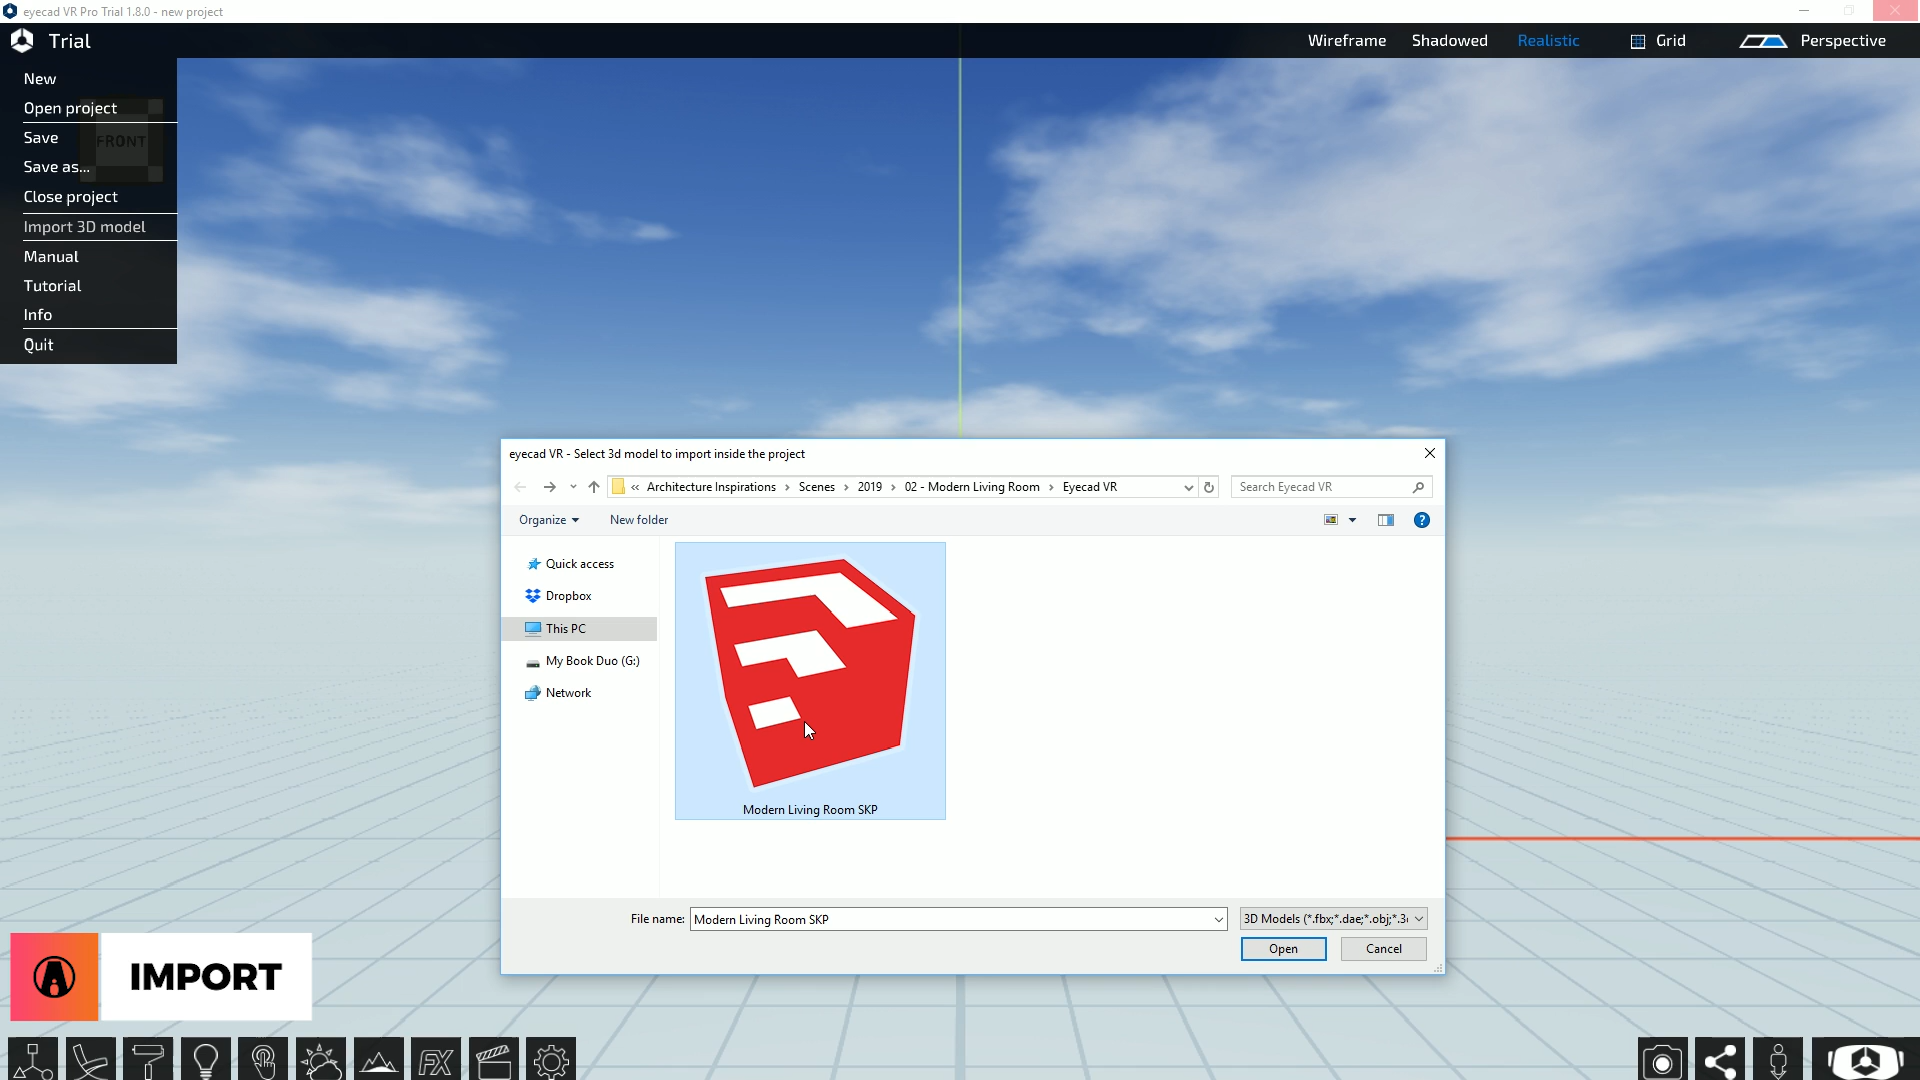 eyecad VR Pro Trial 1.8.0 - new project
Trial
Wireframe Shadowed Realistic Grid Perspective
New
Open project
FRONT
Save
Save as...
Close project
Import 3D model
Manual
Tutorial
Info
Quit
eyecad VR - Select 3d model to import inside the project
« Architecture Inspirations › Scenes › 2019 › 02 - Modern Living Room › Eyecad VR
Search Eyecad VR
Organize New folder
Quick access
Dropbox
This PC
My Book Duo (G:)
Network
Modern Living Room SKP
File name: Modern Living Room SKP
3D Models (*.fbx;*.dae;*.obj;*.3
Open Cancel
IMPORT
FX